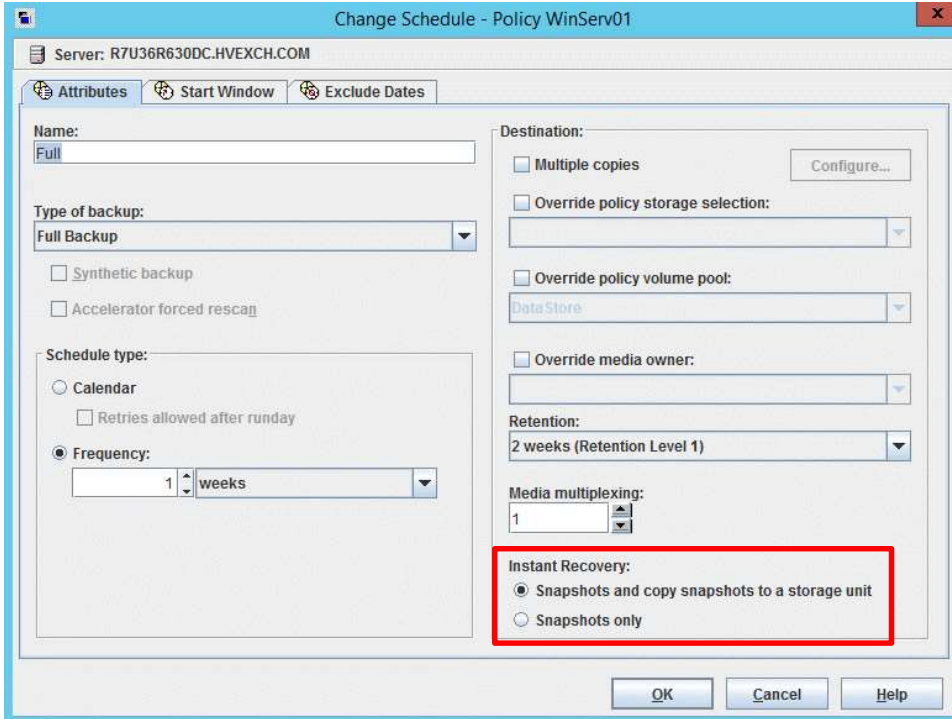 Change Schedule - Policy WinServ01
x
Server: R7U36R630DC.HVEXCH.COM
Attributes
Start Window
Exclude Dates
Name:
Full
Type of backup:
Full Backup
Synthetic backup
Accelerator forced rescan
Schedule type:
Calendar
Retries allowed after runday
Frequency:
1 weeks
Destination:
Multiple copies
Configure...
Override policy storage selection:
Override policy volume pool:
DataStore
Override media owner:
Retention:
2 weeks (Retention Level 1)
Media multiplexing:
1
Instant Recovery:
Snapshots and copy snapshots to a storage unit
Snapshots only
OK
Cancel
Help